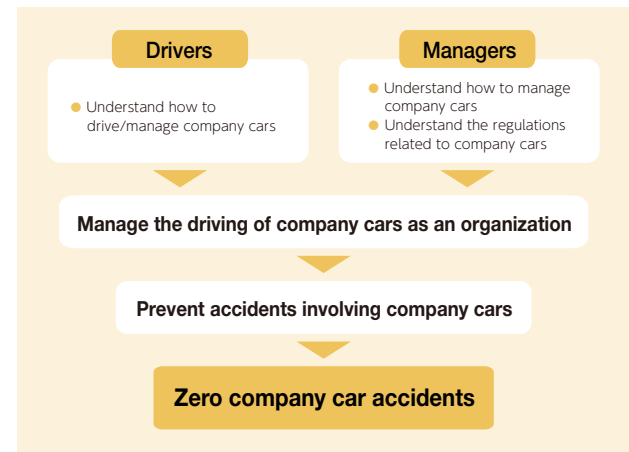 Drivers
Understand how to
drive/manage company cars
Managers
Understand how to manage
company cars
Understand the regulations
related to company cars
Manage the driving of company cars as an organization
Prevent accidents involving company cars
Zero company car accidents